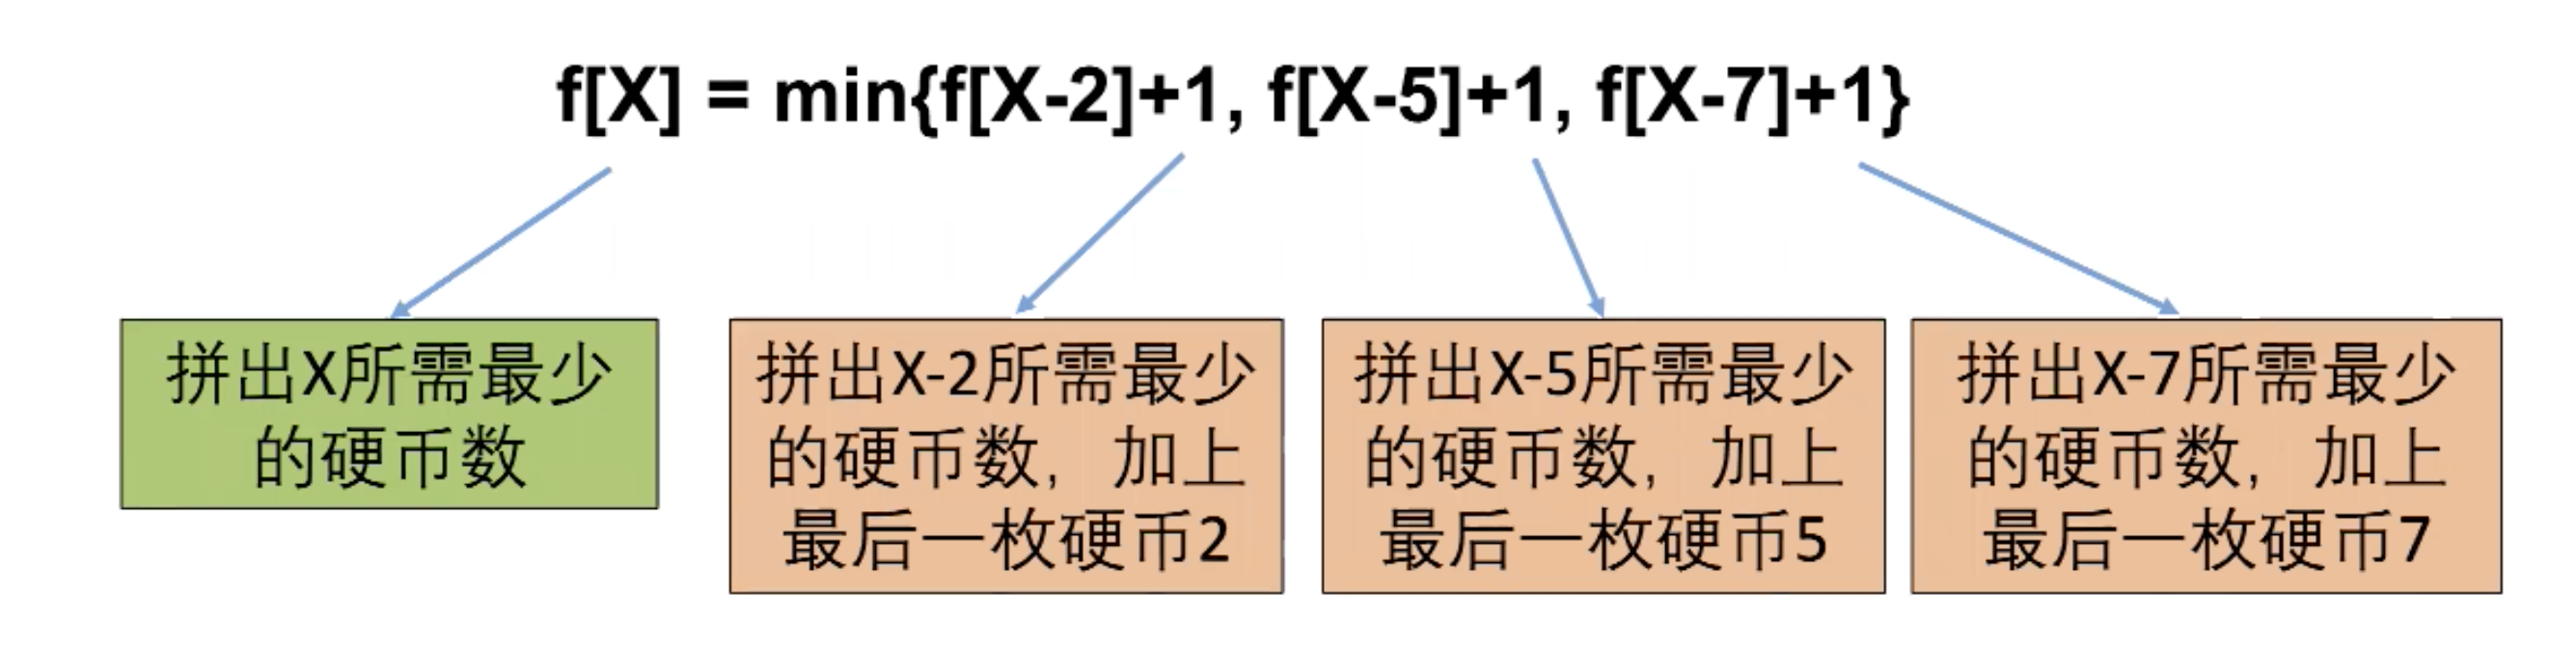 f[X] = min{f[X-2]+1, f[X-5]+1, f[X-7]+1}
拼出X所需最少
的硬币数
拼出X-2所需最少
的硬币数，加上
最后一枚硬币2
拼出X-5所需最少
的硬币数，加上
最后一枚硬币5
拼出X-7所需最少
的硬币数，加上
最后一枚硬币7